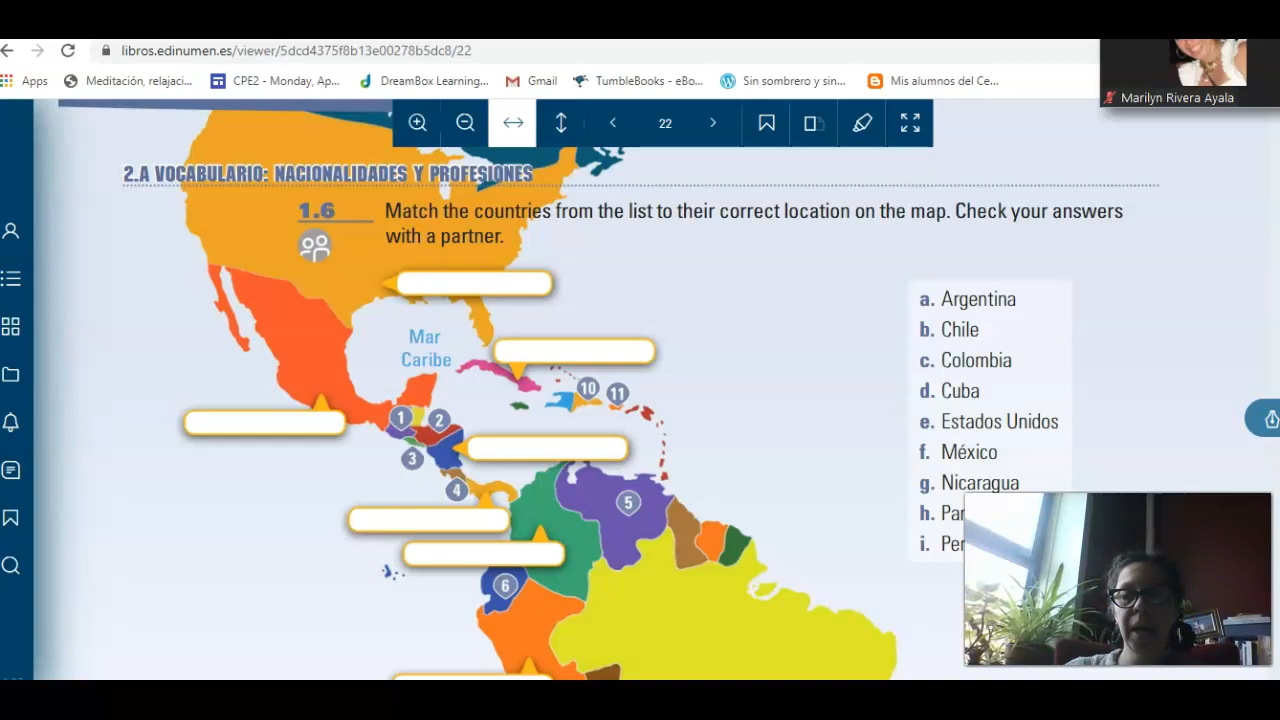 libros.edinumen.es/viewer/5dcd4375f8b13e00278b5dc8/22
Apps Meditación, relajaci... CPE2 - Monday, Ap... DreamBox Learning... Gmail TumbleBooks - eBo... Sin sombrero y sin... Mis alumnos del Ce...
Marilyn Rivera Ayala
22
2.A VOCABULARIO: NACIONALIDADES Y PROFESIONES
1.6 Match the countries from the list to their correct location on the map. Check your answers
with a partner.
Mar
Caribe
10
11
1
2
3
4
5
6
a. Argentina
b. Chile
c. Colombia
d. Cuba
e. Estados Unidos
f. México
g. Nicaragua
h.
i.